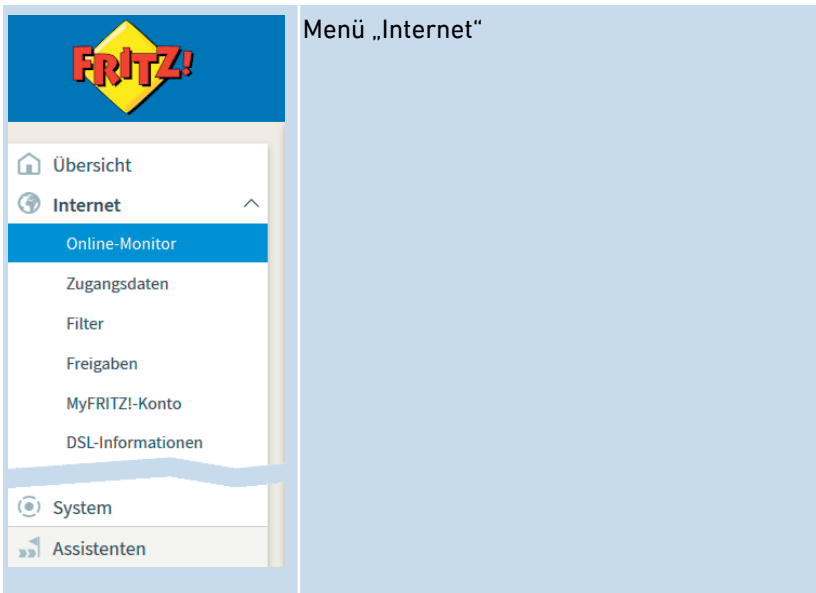 FRITZ!
Menü „Internet“
Übersicht
Internet
Online-Monitor
Zugangsdaten
Filter
Freigaben
MyFRITZ!-Konto
DSL-Informationen
System
Assistenten